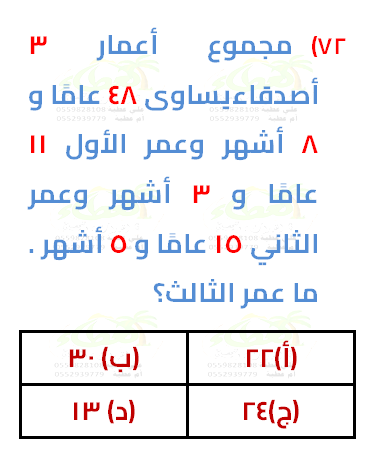 ٧٢) مجموع أعمار ٣
أصدقاءيساوى ٤٨ عامًا و
٨ أشهر وعمر الأول ١١
عامًا و ٣ أشهر وعمر
الثاني ١٥ عامًا و ٥ أشهر .
ما عمر الثالث؟
(أ)٢٢ (ب) ٣٠
(ج)٢٤ (د) ١٣